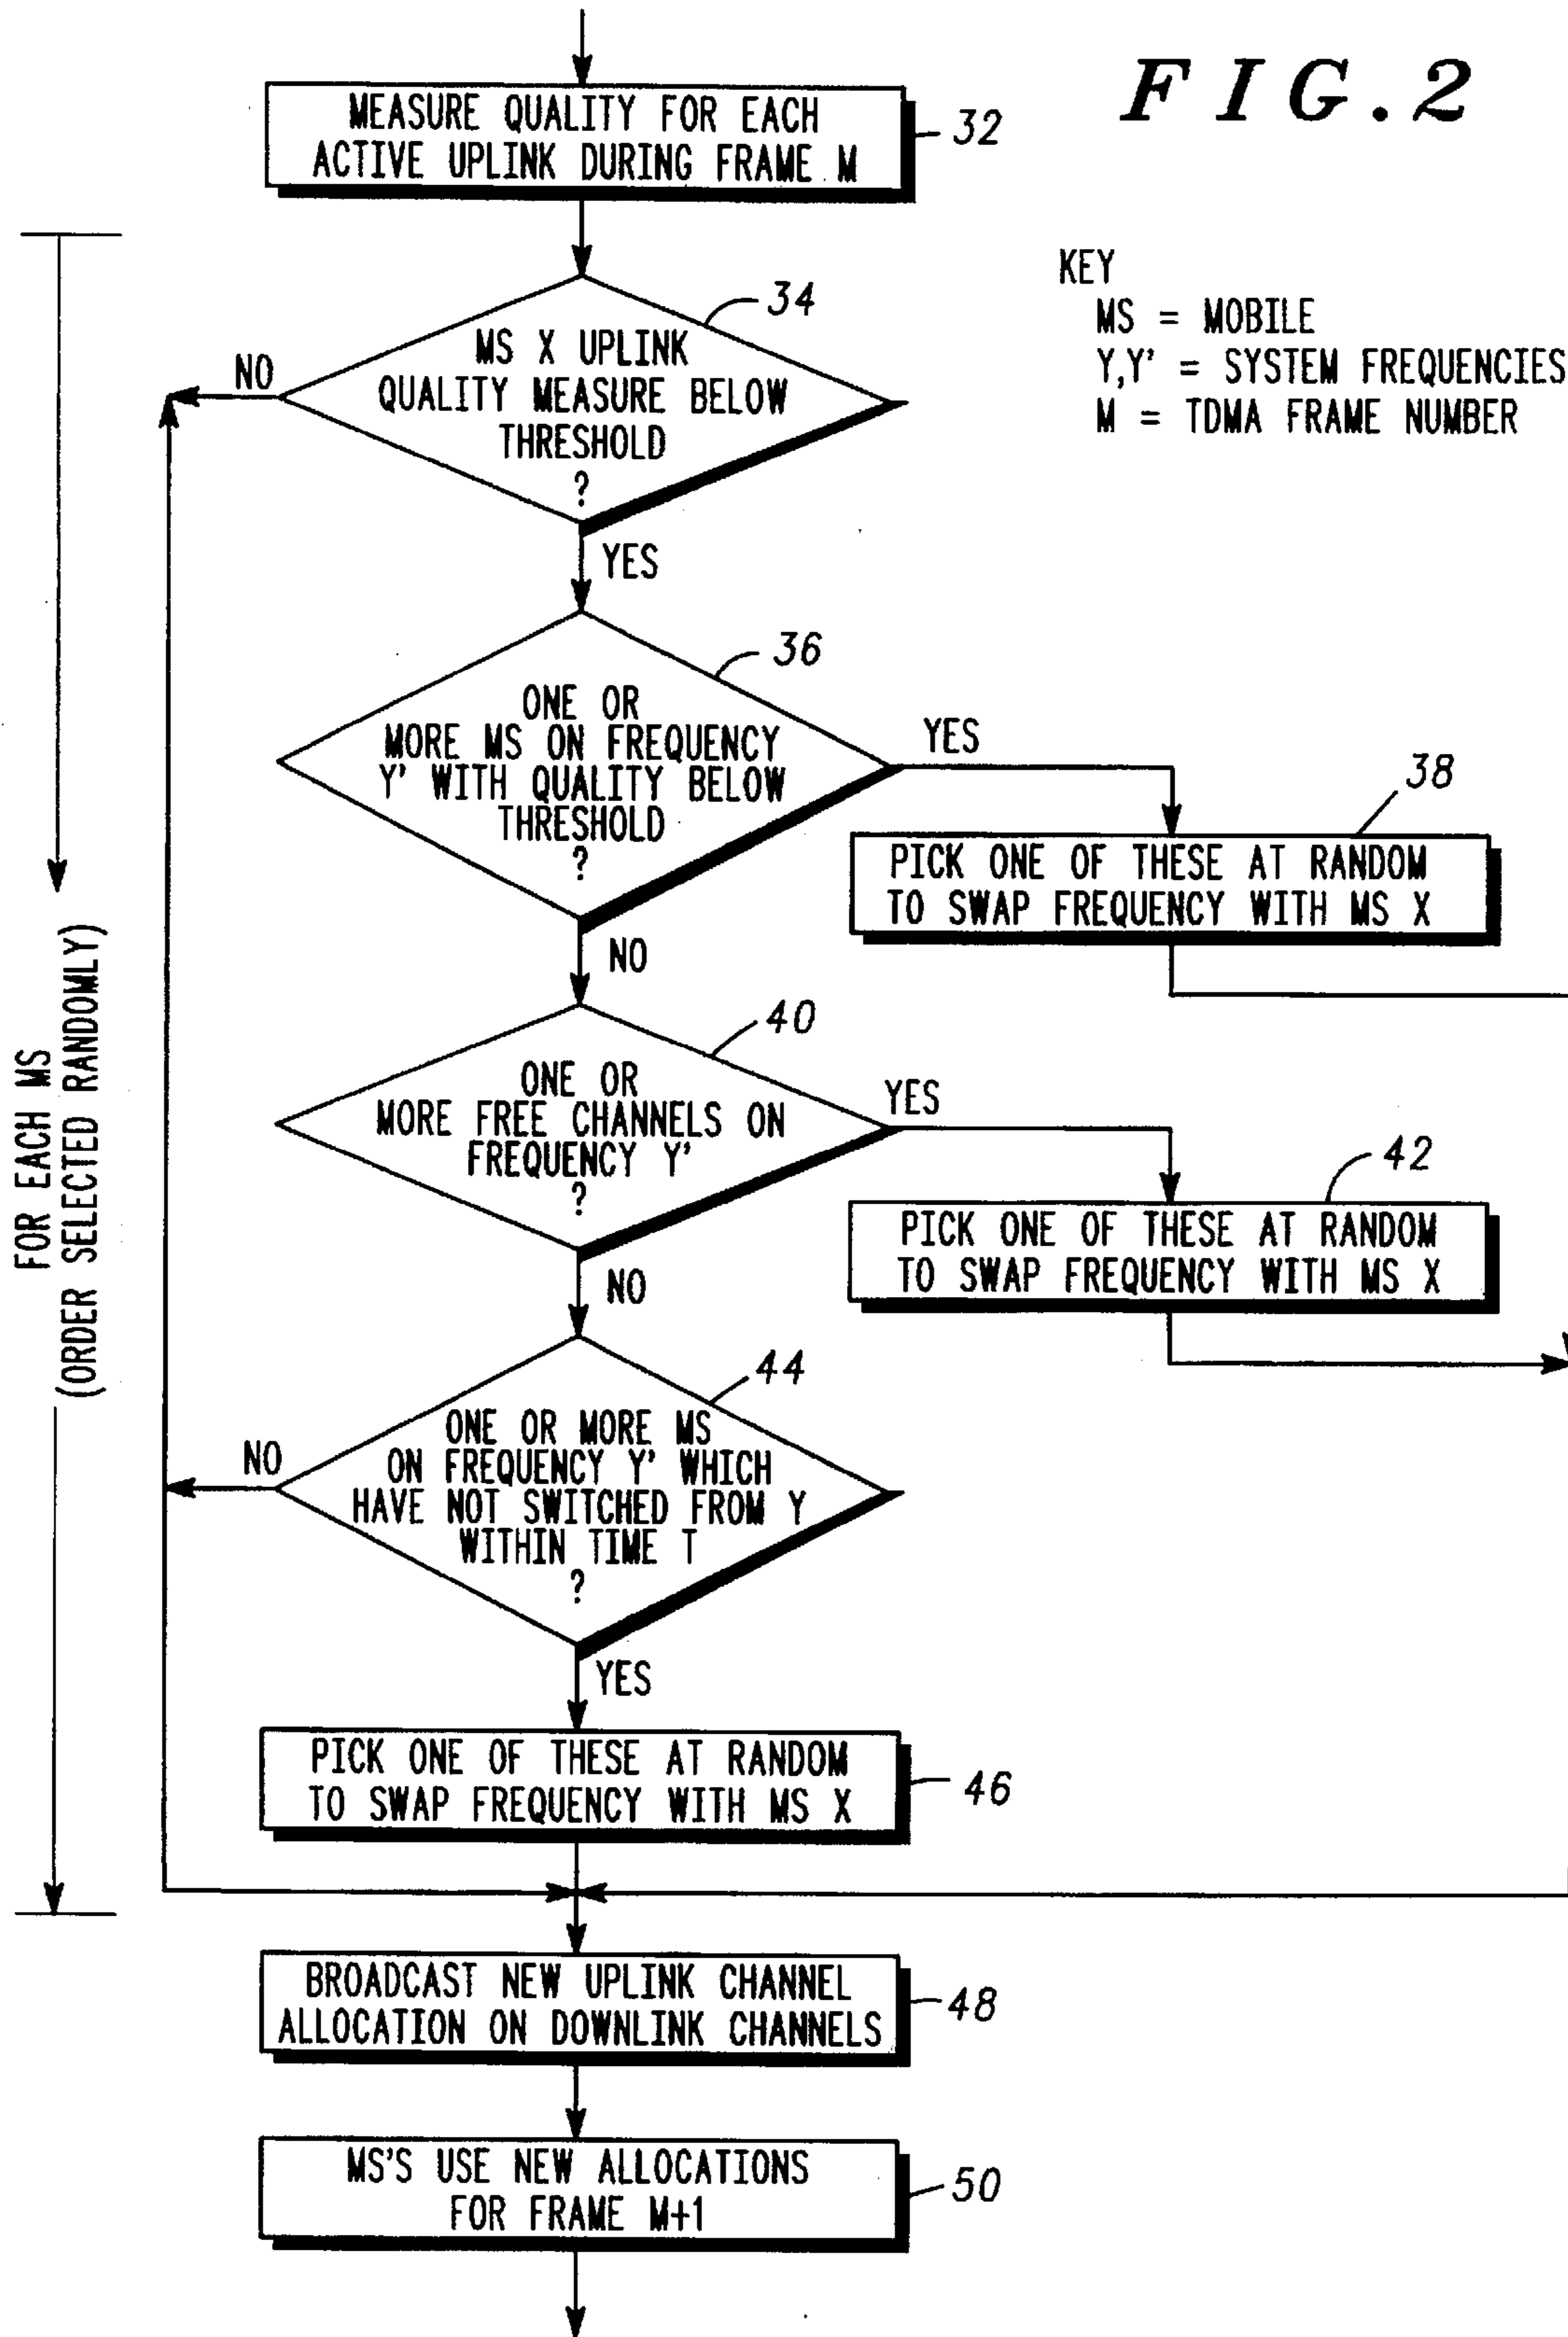 FIG.2
MEASURE QUALITY FOR EACH
ACTIVE UPLINK DURING FRAME M
32
KEY
MS = MOBILE
Y,Y' = SYSTEM FREQUENCIES
M = TDMA FRAME NUMBER
34
MS X UPLINK
QUALITY MEASURE BELOW
THRESHOLD
?
NO
YES
36
ONE OR
MORE MS ON FREQUENCY
Y' WITH QUALITY BELOW
THRESHOLD
?
YES
NO
38
PICK ONE OF THESE AT RANDOM
TO SWAP FREQUENCY WITH MS X
FOR EACH MS
(ORDER SELECTED RANDOMLY)
40
ONE OR
MORE FREE CHANNELS ON
FREQUENCY Y'
?
YES
NO
42
PICK ONE OF THESE AT RANDOM
TO SWAP FREQUENCY WITH MS X
44
ONE OR MORE MS
ON FREQUENCY Y' WHICH
HAVE NOT SWITCHED FROM Y
WITHIN TIME T
?
NO
YES
PICK ONE OF THESE AT RANDOM
TO SWAP FREQUENCY WITH MS X
46
BROADCAST NEW UPLINK CHANNEL
ALLOCATION ON DOWNLINK CHANNELS
48
MS'S USE NEW ALLOCATIONS
FOR FRAME M+1
50